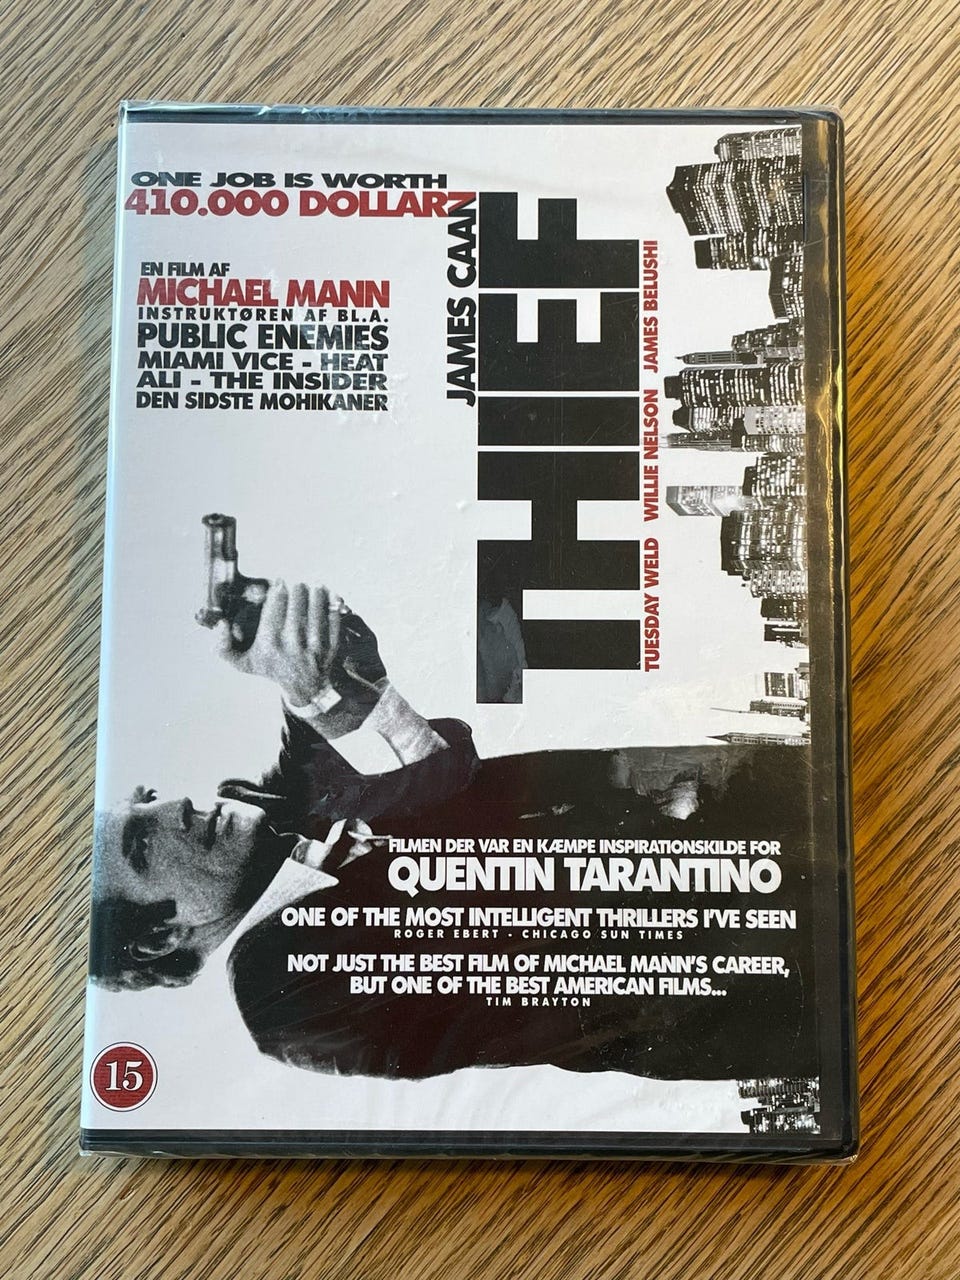 ONE JOB IS WORTH
410.000 DOLLARZ
EN FILM AF
MICHAEL MANN
INSTRUKTØREN AF BL.A.
PUBLIC ENEMIES
MIAMI VICE - HEAT
ALI - THE INSIDER
DEN SIDSTE MOHIKANER
JAMES CAAN
THIEF
TUESDAY WELD WILLIE NELSON JAMES BELUSHI
FILMEN DER VAR EN KÆMPE INSPIRATIONSKILDE FOR
QUENTIN TARANTINO
ONE OF THE MOST INTELLIGENT THRILLERS I'VE SEEN
ROGER EBERT - CHICAGO SUN TIMES
NOT JUST THE BEST FILM OF MICHAEL MANN'S CAREER,
BUT ONE OF THE BEST AMERICAN FILMS...
TIM BRAYTON
15